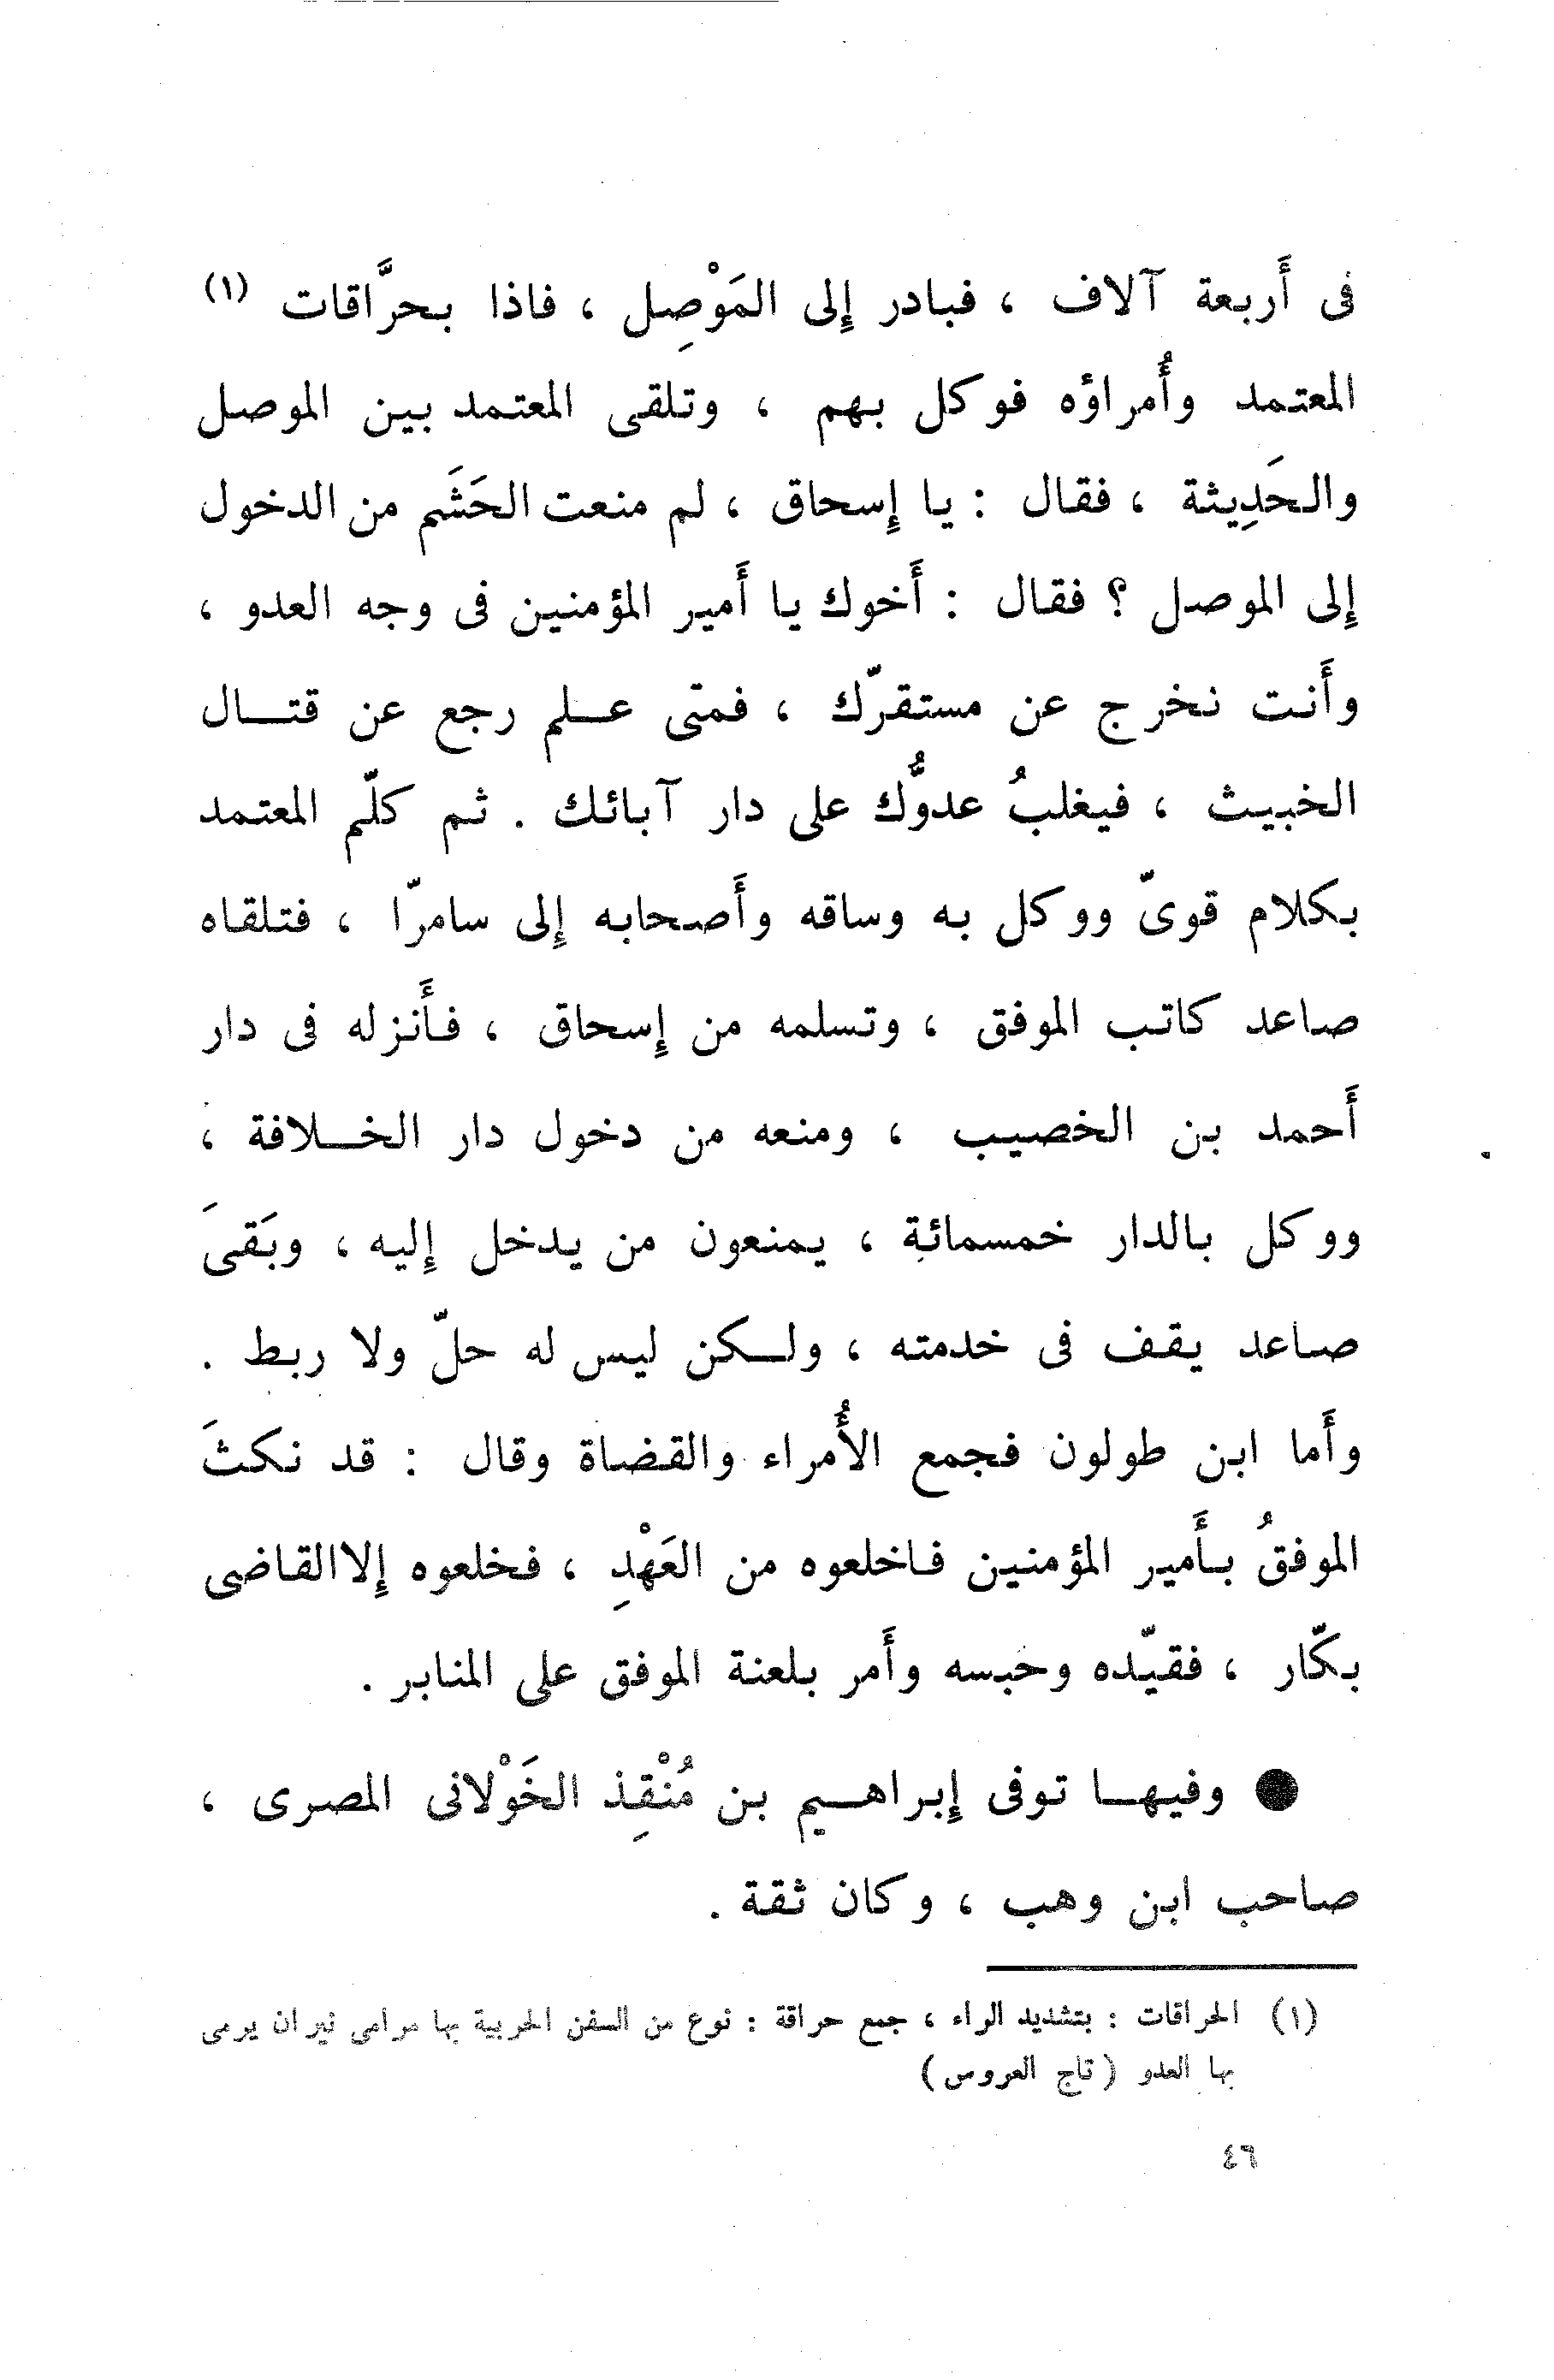 فى أَربعة آلاف ، فبادر إِلى المَوْصِل ، فاذا بحرَّاقات (١)
المعتمد وأُمراؤه فوكل بهم ، وتلقى المعتمد بين الموصل
والحَدِيثة ، فقال : يا إِسحاق ، لم منعت الحَشَم من الدخول
إِلى الموصل ؟ فقال : أَخوك يا أَمير المؤمنين فى وجه العدو ،
وأَنت نخرج عن مستقرّك ، فمتى علم رجع عن قتال
الخبيث ، فيغلبُ عدوُّك على دار آبائك . ثم كلّم المعتمد
بكلام قوىّ ووكل به وساقه وأَصحابه إِلى سامرّا ، فتلقاه
صاعد كاتب الموفق ، وتسلمه من إِسحاق ، فأَنزله فى دار
أَحمد بن الخصيب ، ومنعه من دخول دار الخلافة ،
ووكل بالدار خمسمائة ، يمنعون من يدخل إِليه ، وبَقىَ
صاعد يقف فى خدمته ، ولكن ليس له حلّ ولا ربط .
وأَما ابن طولون فجمع الأُمراء والقضاة وقال : قد نكثَ
الموفقُ بأَمير المؤمنين فاخلعوه من العَهْدِ ، فخلعوه إِلا القاضى
بكّار ، فقيّده وحبسه وأَمر بلعنة الموفق على المنابر .
● وفيها توفى إِبراهيم بن مُنْقِذ الخَوْلانى المصرى ،
صاحب ابن وهب ، وكان ثقة .
(١) الحراقات : بتشديد الراء ، جمع حراقة : نوع من السفن الحربية بها مرامى نيران يرمى
بها العدو ( تاج العروس )
٤٦